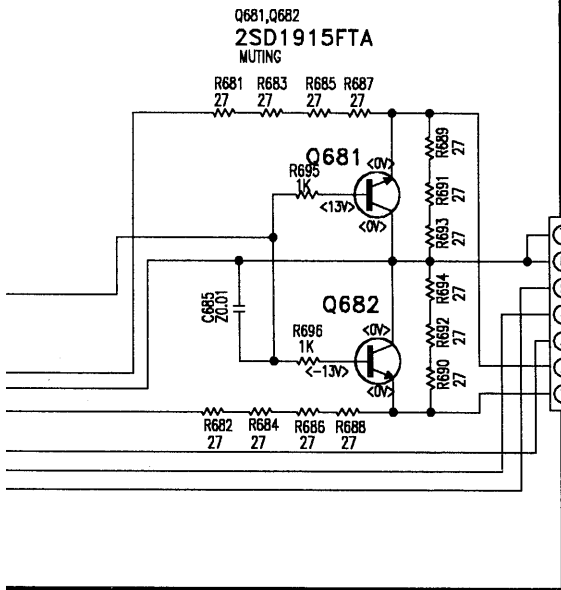 Q681,Q682
2SD1915FTA
MUTING
R681 R683 R685 R687
27 27 27 27
R689
27
Q681
<0V>
R695
1K
R691
27
<13V>
<0V>
R693
27
C685
Z0.01
R694
27
Q682
R696
1K
<0V>
R692
27
<-13V>
<0V>
R690
27
R682 R684 R686 R688
27 27 27 27